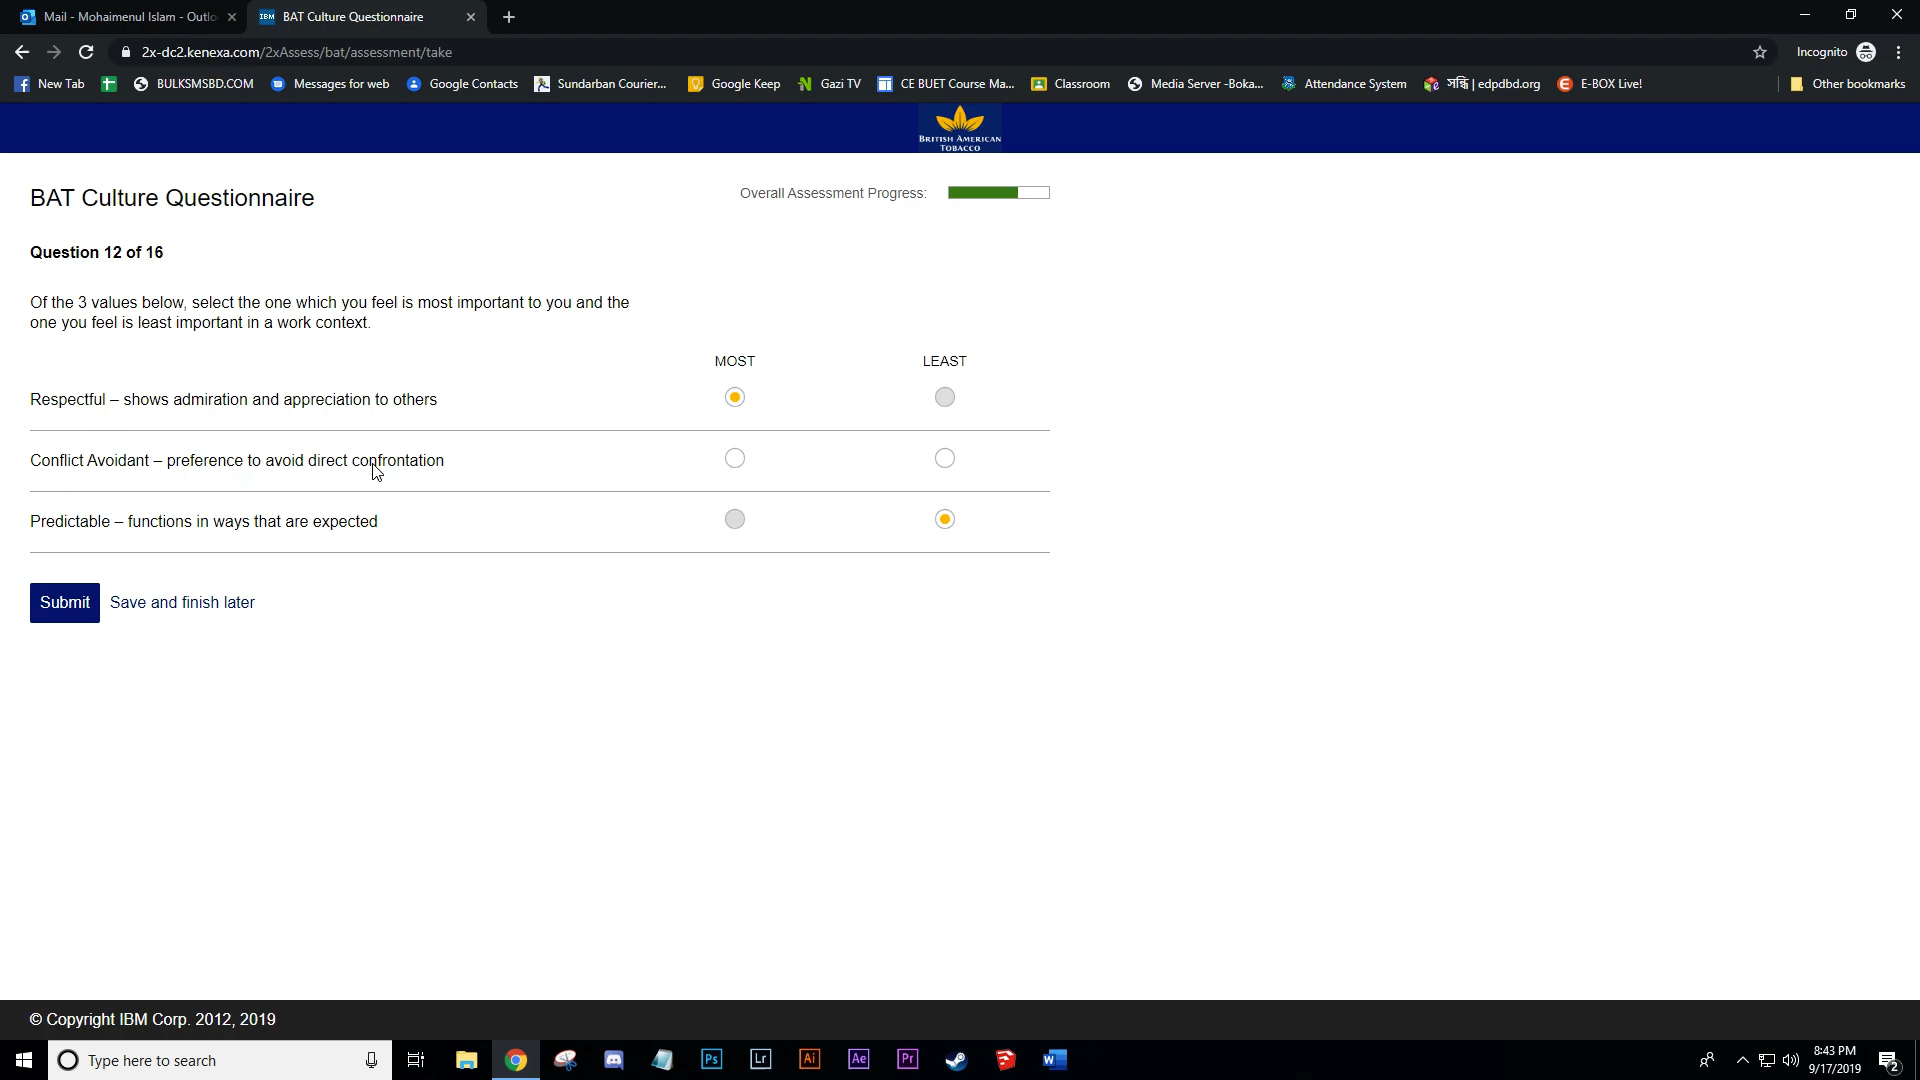 Mail - Mohaimenul Islam - Outlo
BAT Culture Questionnaire
2x-dc2.kenexa.com/2xAssess/bat/assessment/take
Incognito
New Tab
BULKSMSBD.COM
Messages for web
Google Contacts
Sundarban Courier...
Google Keep
Gazi TV
CE BUET Course Ma...
Classroom
Media Server -Boka...
Attendance System
সন্ধি | edpdbd.org
E-BOX Live!
Other bookmarks
BRITISH AMERICAN
TOBACCO
BAT Culture Questionnaire
Overall Assessment Progress:
Question 12 of 16
Of the 3 values below, select the one which you feel is most important to you and the
one you feel is least important in a work context.
MOST LEAST
Respectful – shows admiration and appreciation to others
Conflict Avoidant – preference to avoid direct confrontation
Predictable – functions in ways that are expected
Submit Save and finish later
© Copyright IBM Corp. 2012, 2019
Type here to search
Ps
Lr
Ai
Ae
Pr
8:43 PM
9/17/2019
2